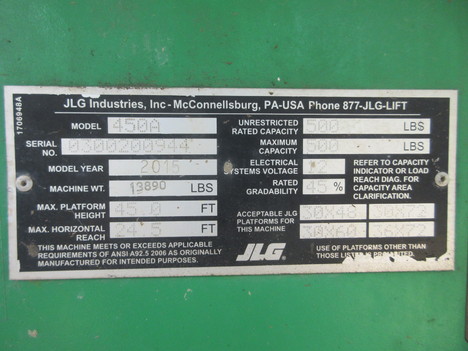 1706948A
JLG Industries, Inc - McConnellsburg, PA-USA Phone 877-JLG-LIFT
MODEL 450A
SERIAL NO. 0300200944
MODEL YEAR 2015
MACHINE WT. 13890 LBS
MAX. PLATFORM HEIGHT 45.0 FT
MAX. HORIZONTAL REACH 24.5 FT
THIS MACHINE MEETS OR EXCEEDS APPLICABLE
REQUIREMENTS OF ANSI A92.5 2006 AS ORIGINALLY
MANUFACTURED FOR INTENDED PURPOSES.
UNRESTRICTED RATED CAPACITY 500 LBS
MAXIMUM CAPACITY 500 LBS
ELECTRICAL SYSTEMS VOLTAGE 12
RATED GRADABILITY 45 %
REFER TO CAPACITY
INDICATOR OR LOAD
REACH DIAG. FOR
CAPACITY AREA
CLARIFICATION.
ACCEPTABLE JLG
PLATFORMS FOR
THIS MACHINE
30X48
30X60 36X72
JLG
USE OF PLATFORMS OTHER THAN